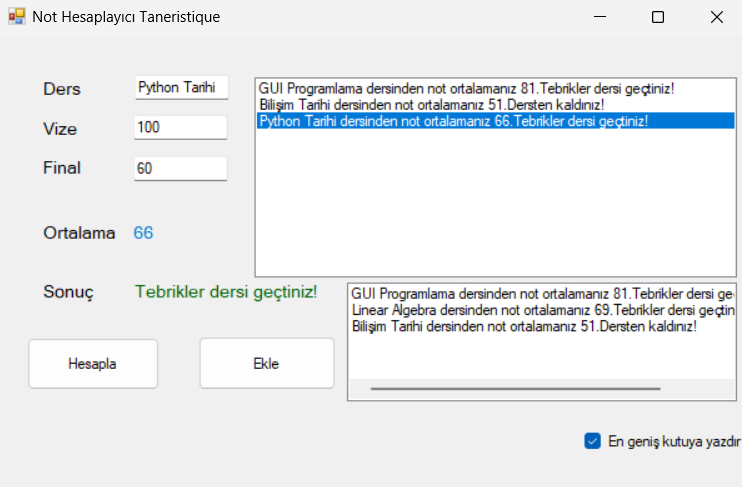 Not Hesaplayıcı Taneristique
Ders
Python Tarihi
Vize
100
Final
60
Ortalama
66
Sonuç
Tebrikler dersi geçtiniz!
Hesapla
Ekle
GUI Programlama dersinden not ortalamanız 81.Tebrikler dersi geçtiniz!
Bilişim Tarihi dersinden not ortalamanız 51.Dersten kaldınız!
Python Tarihi dersinden not ortalamanız 66.Tebrikler dersi geçtiniz!
GUI Programlama dersinden not ortalamanız 81.Tebrikler dersi ge
Linear Algebra dersinden not ortalamanız 69.Tebrikler dersi geçtin
Bilişim Tarihi dersinden not ortalamanız 51.Dersten kaldınız!
En geniş kutuya yazdır